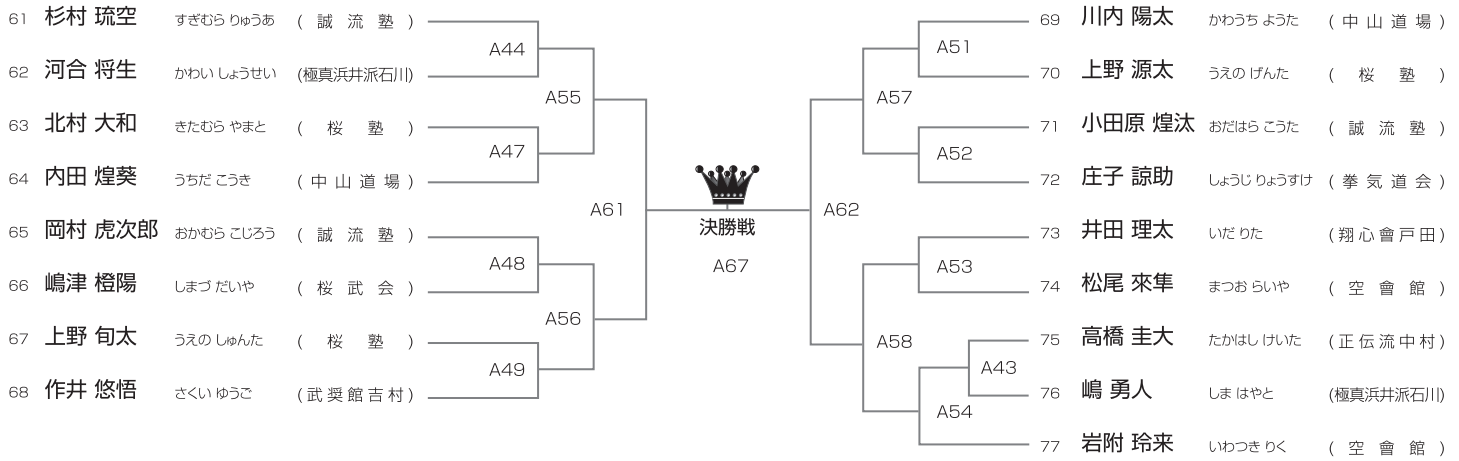 61 杉村 琉空 すぎむら りゅうあ ( 誠 流 塾 )
62 河合 将生 かわい しょうせい (極真浜井派石川)
63 北村 大和 きたむら やまと ( 桜 塾 )
64 内田 煌葵 うちだ こうき ( 中 山 道 場 )
65 岡村 虎次郎 おかむら こじろう ( 誠 流 塾 )
66 嶋津 橙陽 しまづ だいや ( 桜 武 会 )
67 上野 旬太 うえの しゅんた ( 桜 塾 )
68 作井 悠悟 さくい ゆうご ( 武 奨 館 吉 村 )
A44
A47
A48
A49
A55
A56
A61
決勝戦
A67
A62
A57
A58
A51
A52
A53
A43
A54
69 川内 陽太 かわうち ようた ( 中 山 道 場 )
70 上野 源太 うえの げんた ( 桜 塾 )
71 小田原 煌汰 おだはら こうた ( 誠 流 塾 )
72 庄子 諒助 しょうじ りょうすけ ( 拳 気 道 会 )
73 井田 理太 いだ りた ( 翔 心 會 戸 田 )
74 松尾 來隼 まつお らいや ( 空 會 館 )
75 高橋 圭大 たかはし けいた ( 正 伝 流 中 村 )
76 嶋 勇人 しま はやと (極真浜井派石川)
77 岩附 玲来 いわつき りく ( 空 會 館 )